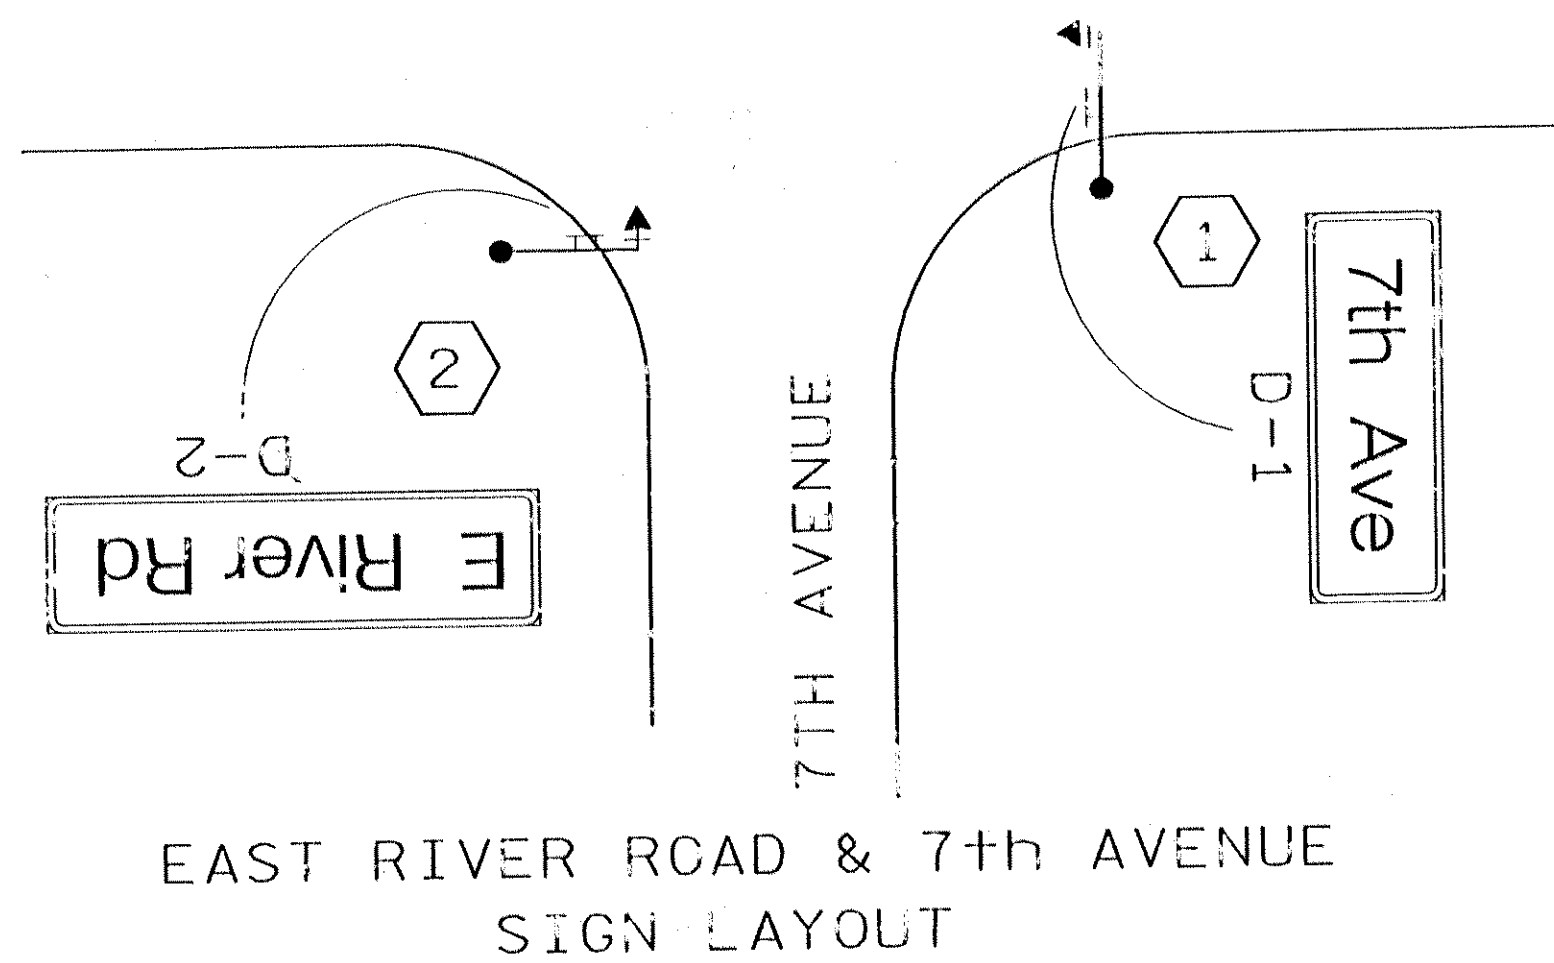 1
7th Ave
D-1
2
D-2
E River Rd
7TH AVENUE
EAST RIVER ROAD & 7th AVENUE
SIGN LAYOUT